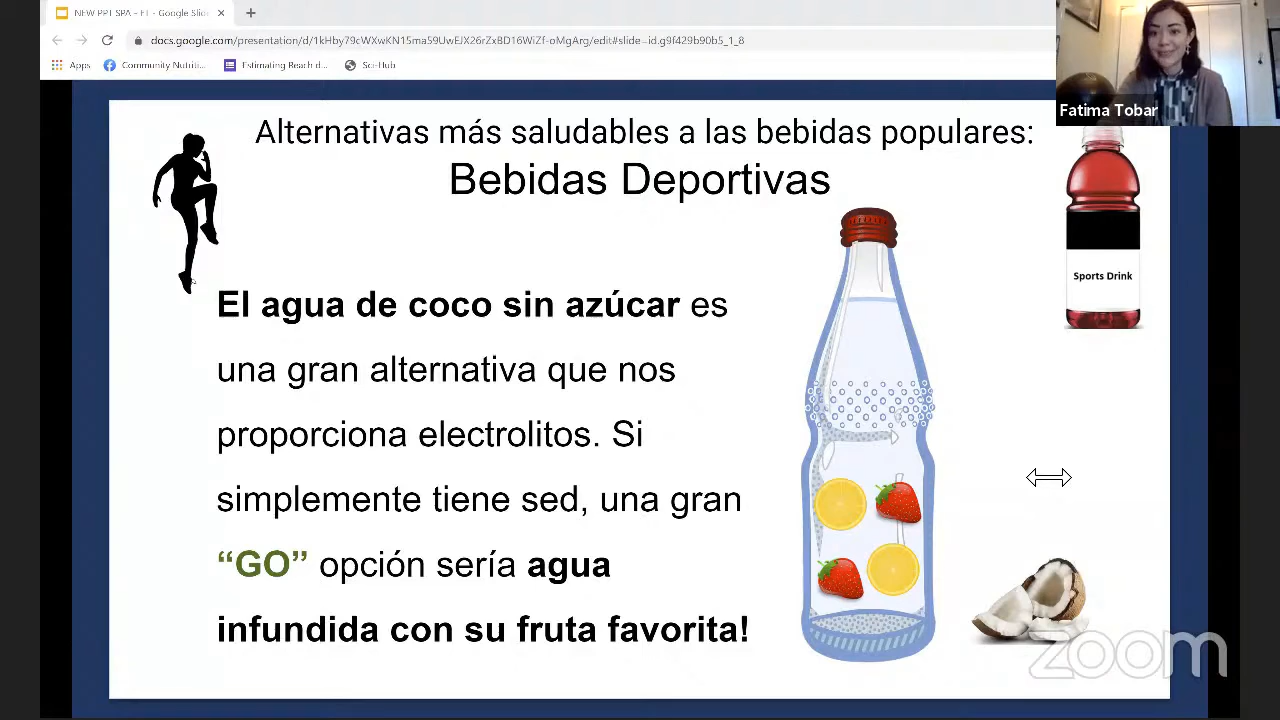 NEW PPT SPA - FT - Google Slide
docs.google.com/presentation/d/1kHby79cWXwKN15ma59UwEJX26rZxBD16WiZf-oMgArg/edit#slide=id.g9f429b90b5_1_8
Apps
Community Nutriti...
Estimating Reach d...
Sci-Hub
Fatima Tobar
Alternativas más saludables a las bebidas populares:
Bebidas Deportivas
Sports Drink
El agua de coco sin azúcar es
una gran alternativa que nos
proporciona electrolitos. Si
simplemente tiene sed, una gran
“GO” opción sería agua
infundida con su fruta favorita!
zoom